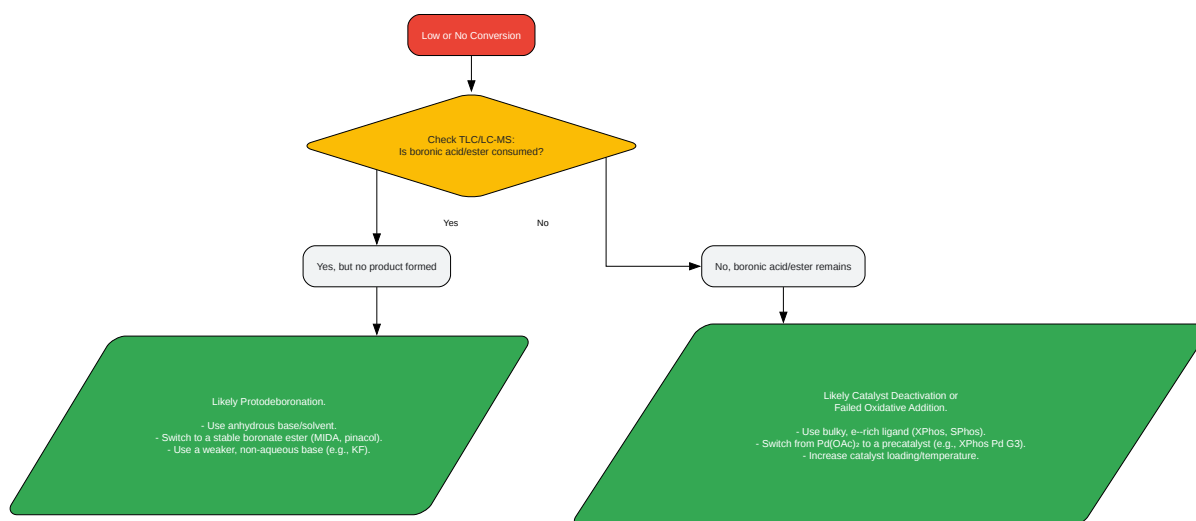 Low or No Conversion
Check TLC/LC-MS:
Is boronic acid/ester consumed?
Yes
No
Yes, but no product formed
No, boronic acid/ester remains
Likely Protodeboronation.
- Use anhydrous base/solvent.
- Switch to a stable boronate ester (MIDA, pinacol).
- Use a weaker, non-aqueous base (e.g., KF).
Likely Catalyst Deactivation or
Failed Oxidative Addition.
- Use bulky, e--rich ligand (XPhos, SPhos).
- Switch from Pd(OAc)₂ to a precatalyst (e.g., XPhos Pd G3).
- Increase catalyst loading/temperature.